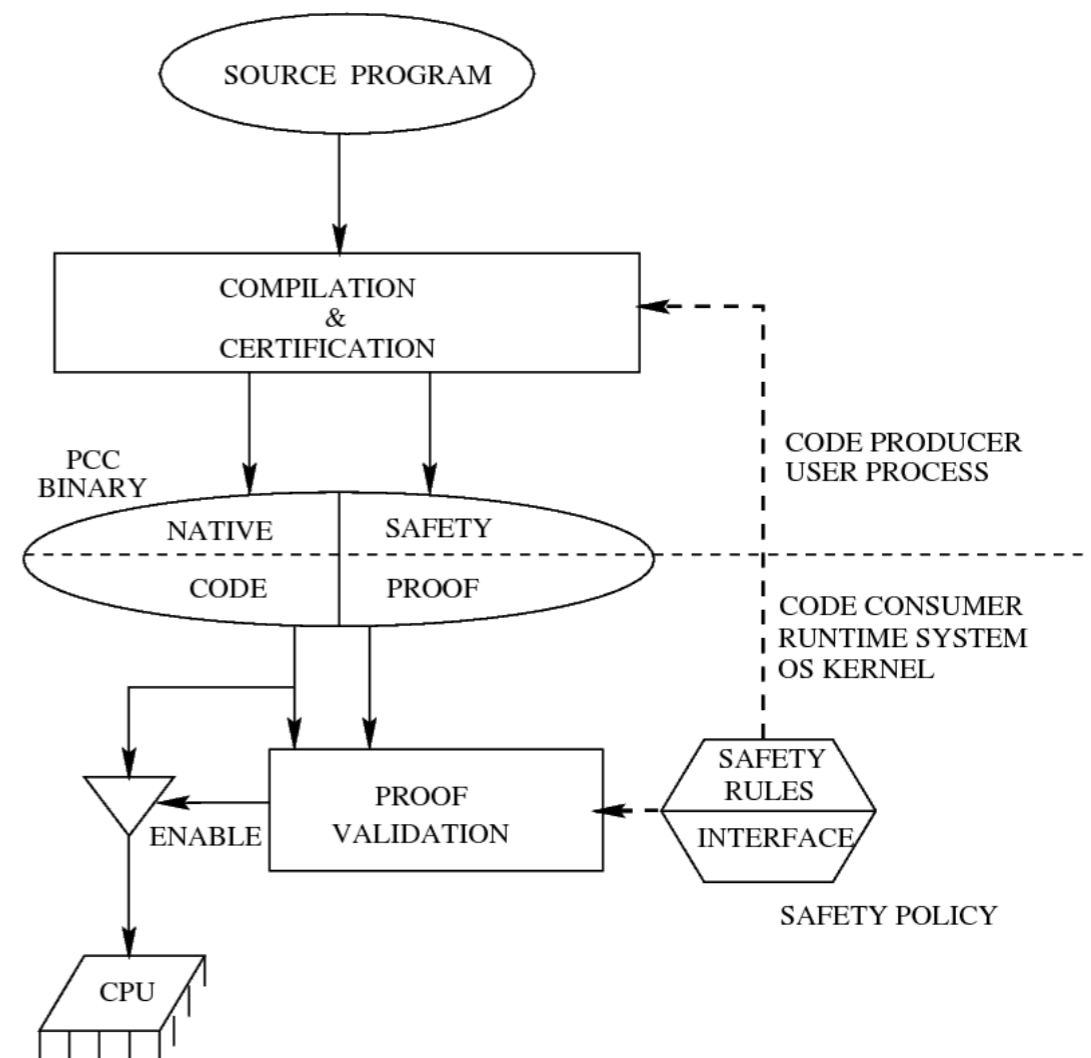 SOURCE PROGRAM
COMPILATION
&
CERTIFICATION
CODE PRODUCER
USER PROCESS
PCC
BINARY
NATIVE
SAFETY
CODE
PROOF
CODE CONSUMER
RUNTIME SYSTEM
OS KERNEL
SAFETY
RULES
INTERFACE
PROOF
VALIDATION
ENABLE
SAFETY POLICY
CPU